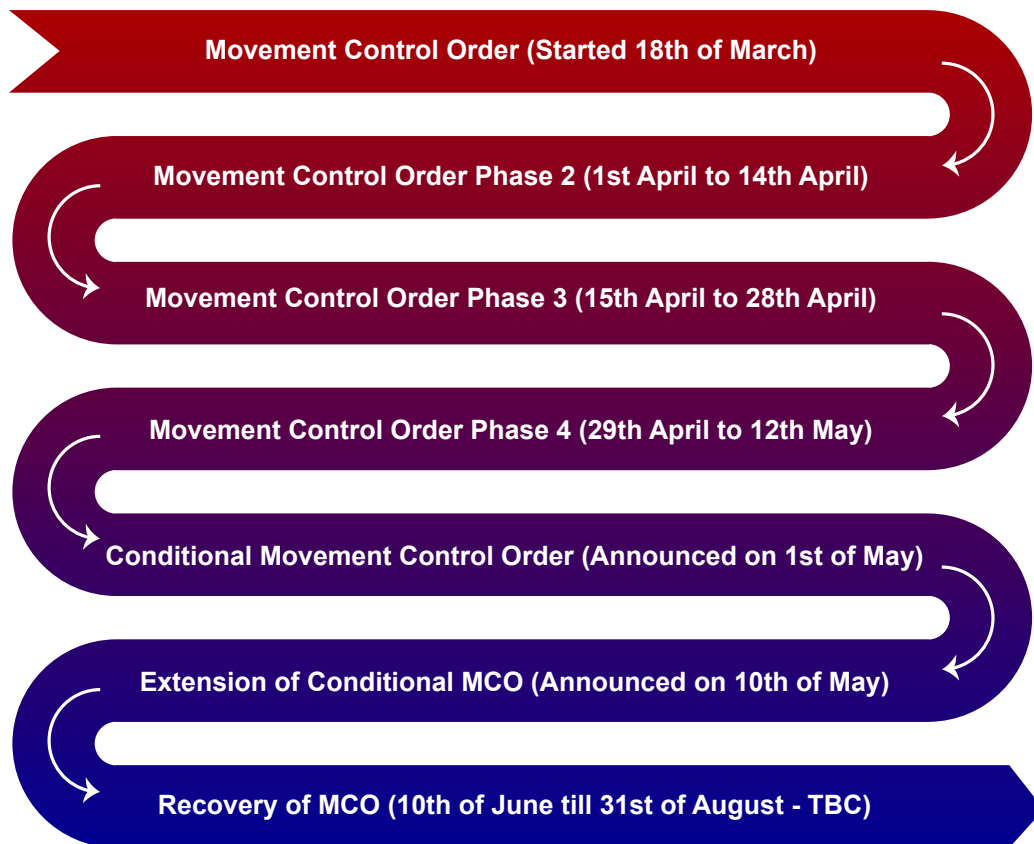 Movement Control Order (Started 18th of March)
Movement Control Order Phase 2 (1st April to 14th April)
Movement Control Order Phase 3 (15th April to 28th April)
Movement Control Order Phase 4 (29th April to 12th May)
Conditional Movement Control Order (Announced on 1st of May)
Extension of Conditional MCO (Announced on 10th of May)
Recovery of MCO (10th of June till 31st of August - TBC)